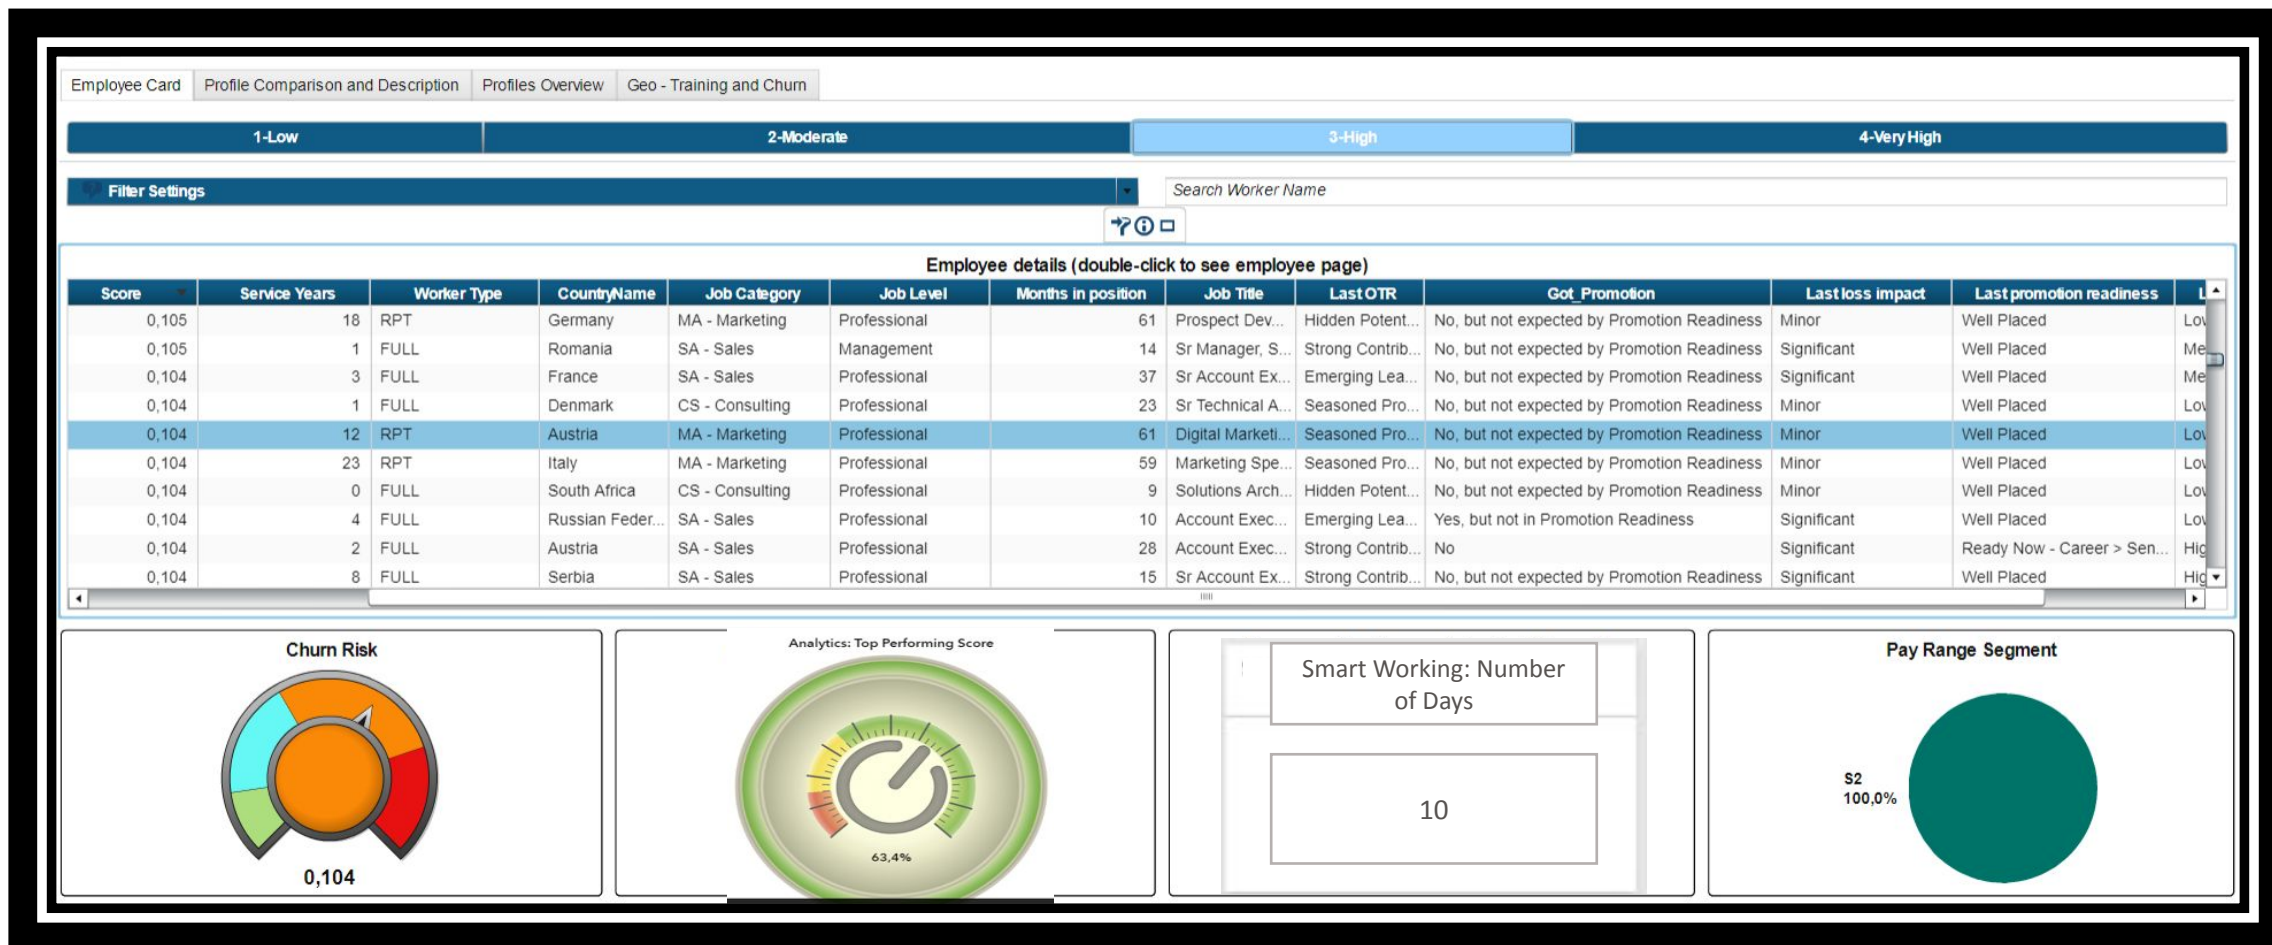 Employee Card Profile Comparison and Description Profiles Overview Geo - Training and Churn
1-Low 2-Moderate 3-High 4-Very High
Filter Settings Search Worker Name
Employee details (double-click to see employee page)
Score Service Years Worker Type CountryName Job Category Job Level Months in position Job Title Last OTR Got_Promotion Last loss impact Last promotion readiness L
0,105 18 RPT Germany MA - Marketing Professional 61 Prospect Dev... Hidden Potent... No, but not expected by Promotion Readiness Minor Well Placed Lov
0,105 1 FULL Romania SA - Sales Management 14 Sr Manager, S... Strong Contrib... No, but not expected by Promotion Readiness Significant Well Placed Me
0,104 3 FULL France SA - Sales Professional 37 Sr Account Ex... Emerging Lea... No, but not expected by Promotion Readiness Significant Well Placed Me
0,104 1 FULL Denmark CS - Consulting Professional 23 Sr Technical A... Seasoned Pro... No, but not expected by Promotion Readiness Minor Well Placed Lov
0,104 12 RPT Austria MA - Marketing Professional 61 Digital Marketi... Seasoned Pro... No, but not expected by Promotion Readiness Minor Well Placed Lov
0,104 23 RPT Italy MA - Marketing Professional 59 Marketing Spe... Seasoned Pro... No, but not expected by Promotion Readiness Minor Well Placed Lov
0,104 0 FULL South Africa CS - Consulting Professional 9 Solutions Arch... Hidden Potent... No, but not expected by Promotion Readiness Minor Well Placed Lov
0,104 4 FULL Russian Feder... SA - Sales Professional 10 Account Exec... Emerging Lea... Yes, but not in Promotion Readiness Significant Well Placed Lov
0,104 2 FULL Austria SA - Sales Professional 28 Account Exec... Strong Contrib... No Significant Ready Now - Career > Sen... Hig
0,104 8 FULL Serbia SA - Sales Professional 15 Sr Account Ex... Strong Contrib... No, but not expected by Promotion Readiness Significant Well Placed Hig
Churn Risk
0,104
Analytics: Top Performing Score
63,4%
Smart Working: Number
of Days
10
Pay Range Segment
S2
100,0%